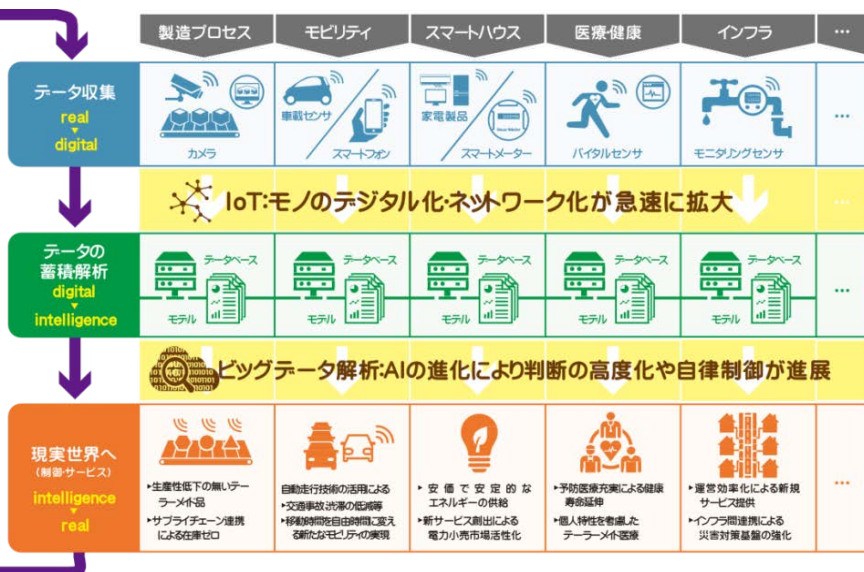 製造プロセス
モビリティ
スマートハウス
医療・健康
インフラ
…
データ収集
real
digital
カメラ
車載センサ
スマートフォン
家電製品
スマートメーター
バイタルセンサ
モニタリングセンサ
…
IoT:モノのデジタル化・ネットワーク化が急速に拡大
…
データの
蓄積・解析
digital
intelligence
データベース
モデル
データベース
モデル
データベース
モデル
データベース
モデル
データベース
モデル
…
ビッグデータ解析:AIの進化により判断の高度化や自律制御が進展
現実世界へ
(制御・サービス)
intelligence
real
▸生産性低下の無いテー
ラーメイド品
▸サプライチェーン連携
による在庫ゼロ
自動走行技術の活用による
▸交通事故・渋滞の低減等
▸移動時間を自由時間に変え
る新たなモビリティの実現
▸安価で安定的な
エネルギーの供給
▸新サービス創出による
電力小売市場活性化
▸予防医療充実による健康
寿命延伸
▸個人特性を考慮した
テーラーメイド医療
▸運営効率化による新規
サービス提供
▸インフラ間連携による
災害対策基盤の強化
…